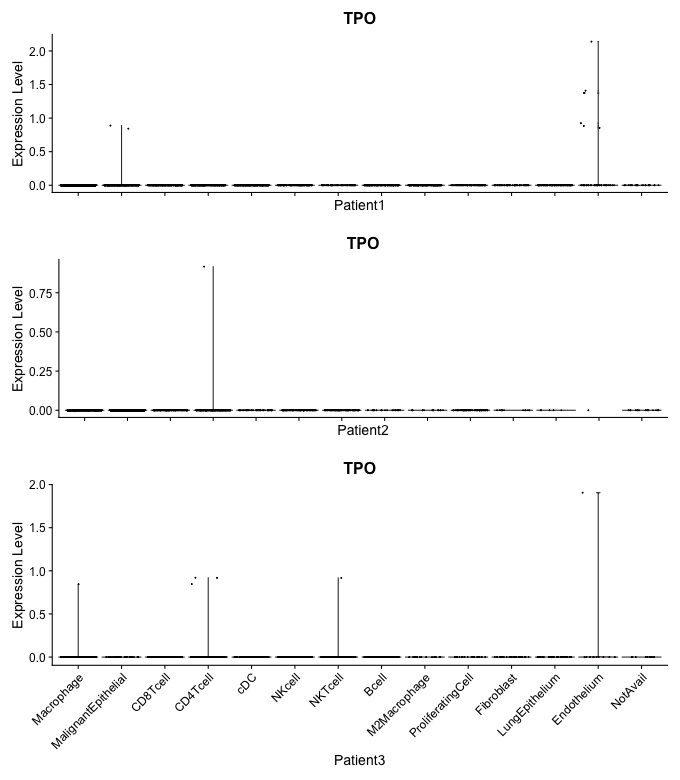 TPO
Expression Level
2.0
1.5
1.0
0.5
0.0
Patient1
TPO
Expression Level
0.75
0.50
0.25
0.00
Patient2
TPO
Expression Level
2.0
1.5
1.0
0.5
0.0
Macrophage
MalignantEpithelial
CD8Tcell
CD4Tcell
cDC
NKcell
NKTcell
Bcell
M2Macrophage
ProliferatingCell
Fibroblast
LungEpithelium
Endothelium
NotAvail
Patient3